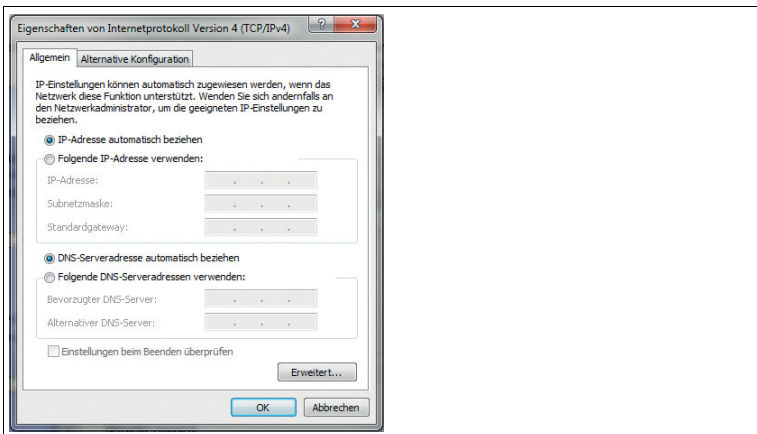 Eigenschaften von Internetprotokoll Version 4 (TCP/IPv4)
Allgemein
Alternative Konfiguration
IP-Einstellungen können automatisch zugewiesen werden, wenn das
Netzwerk diese Funktion unterstützt. Wenden Sie sich andernfalls an
den Netzwerkadministrator, um die geeigneten IP-Einstellungen zu
beziehen.
IP-Adresse automatisch beziehen
Folgende IP-Adresse verwenden:
IP-Adresse:
Subnetzmaske:
Standardgateway:
DNS-Serveradresse automatisch beziehen
Folgende DNS-Serveradressen verwenden:
Bevorzugter DNS-Server:
Alternativer DNS-Server:
Einstellungen beim Beenden überprüfen
Erweitert...
OK
Abbrechen